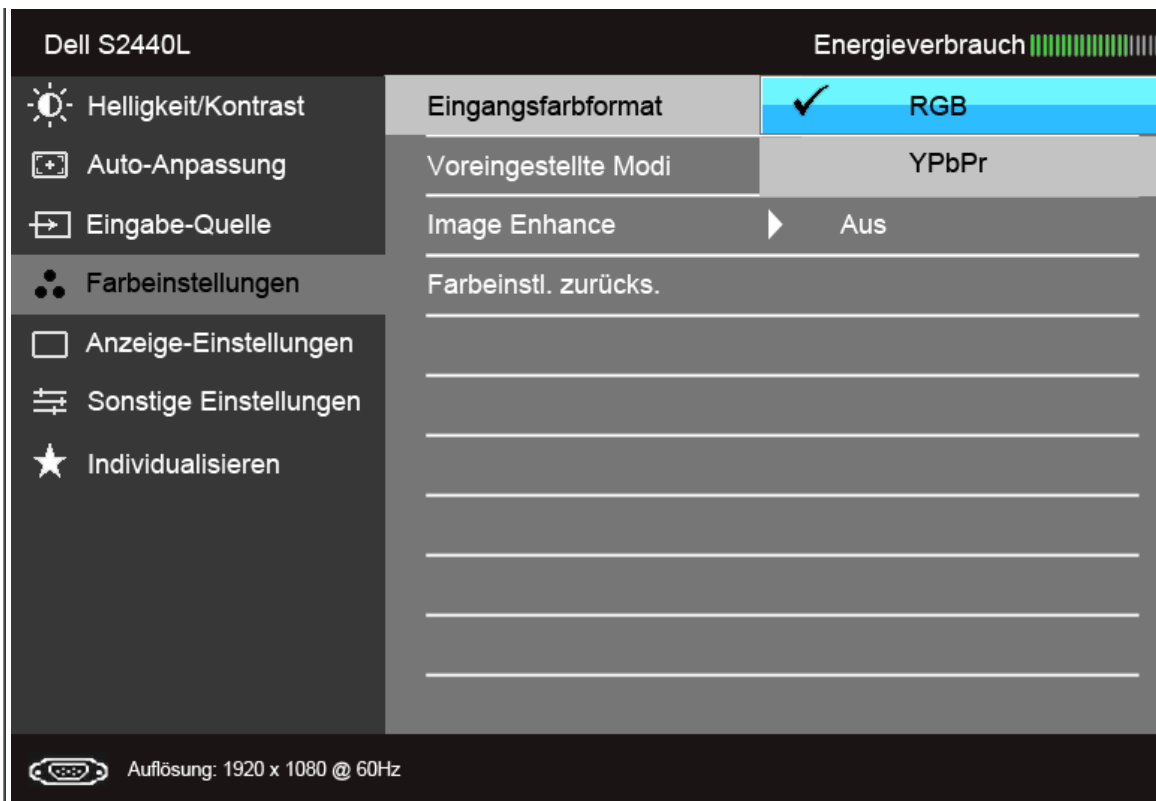 Dell S2440L
Energieverbrauch
Helligkeit/Kontrast
Auto-Anpassung
Eingabe-Quelle
Farbeinstellungen
Anzeige-Einstellungen
Sonstige Einstellungen
Individualisieren
Eingangsfarbformat
RGB
YPbPr
Voreingestellte Modi
Image Enhance
Aus
Farbeinstl. zurücks.
Auflösung: 1920 x 1080 @ 60Hz